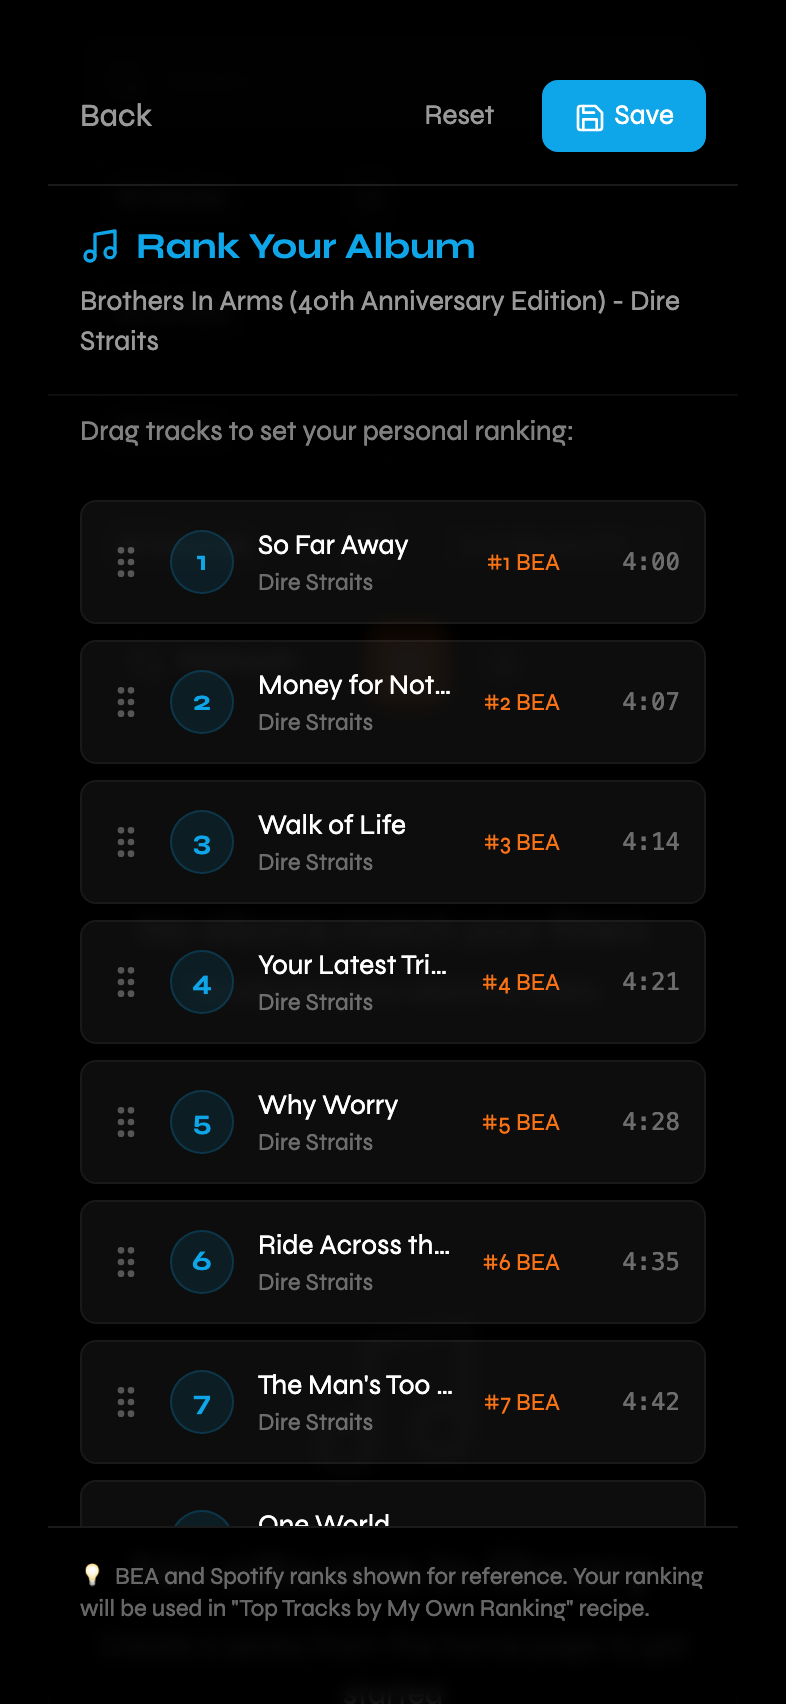 Back
Reset
Save
Rank Your Album
Brothers In Arms (40th Anniversary Edition) - Dire
Straits
Drag tracks to set your personal ranking:
1
So Far Away
Dire Straits
#1 BEA
4:00
2
Money for Not...
Dire Straits
#2 BEA
4:07
3
Walk of Life
Dire Straits
#3 BEA
4:14
4
Your Latest Tri...
Dire Straits
#4 BEA
4:21
5
Why Worry
Dire Straits
#5 BEA
4:28
6
Ride Across th...
Dire Straits
#6 BEA
4:35
7
The Man's Too ...
Dire Straits
#7 BEA
4:42
One World
BEA and Spotify ranks shown for reference. Your ranking
will be used in "Top Tracks by My Own Ranking" recipe.
started